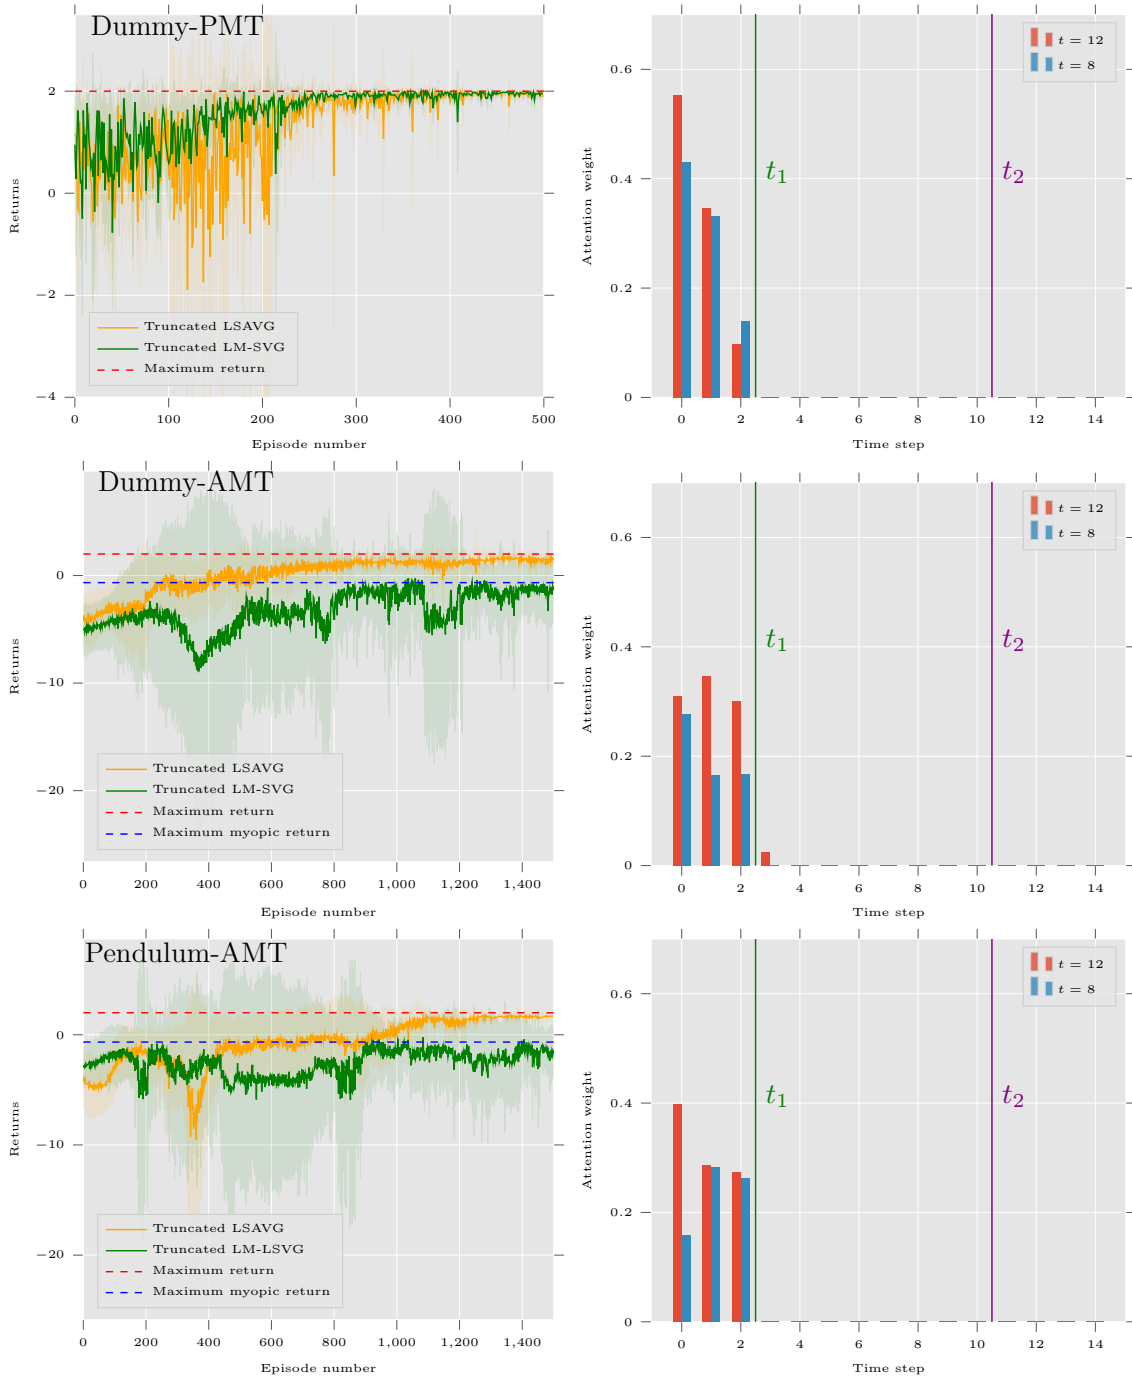 Dummy-PMT
2
0
−2
−4
Returns
Truncated LSAVG
Truncated LM-SVG
Maximum return
0 100 200 300 400 500
Episode number
0.6
0.4
0.2
0
Attention weight
t = 12
t = 8
t1
t2
0 2 4 6 8 10 12 14
Time step
Dummy-AMT
0
−10
−20
Returns
Truncated LSAVG
Truncated LM-SVG
Maximum return
Maximum myopic return
0 200 400 600 800 1,000 1,200 1,400
Episode number
0.6
0.4
0.2
0
Attention weight
t = 12
t = 8
t1
t2
0 2 4 6 8 10 12 14
Time step
Pendulum-AMT
0
−10
−20
Returns
Truncated LSAVG
Truncated LM-LSVG
Maximum return
Maximum myopic return
0 200 400 600 800 1,000 1,200 1,400
Episode number
0.6
0.4
0.2
0
Attention weight
t = 12
t = 8
t1
t2
0 2 4 6 8 10 12 14
Time step